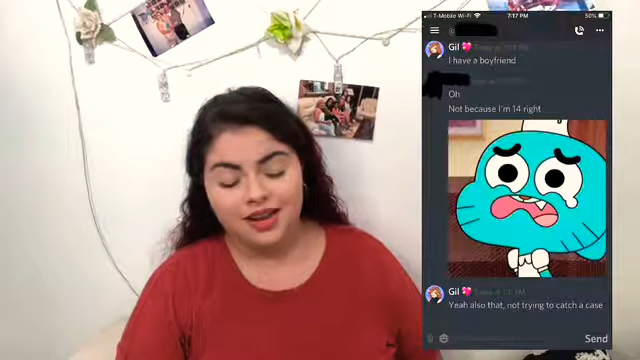 T-Mobile Wi-Fi 7:17 PM 50%
@
Gil
I have a boyfriend
Oh
Not because I'm 14 right
Gil
Yeah also that, not trying to catch a case
Send